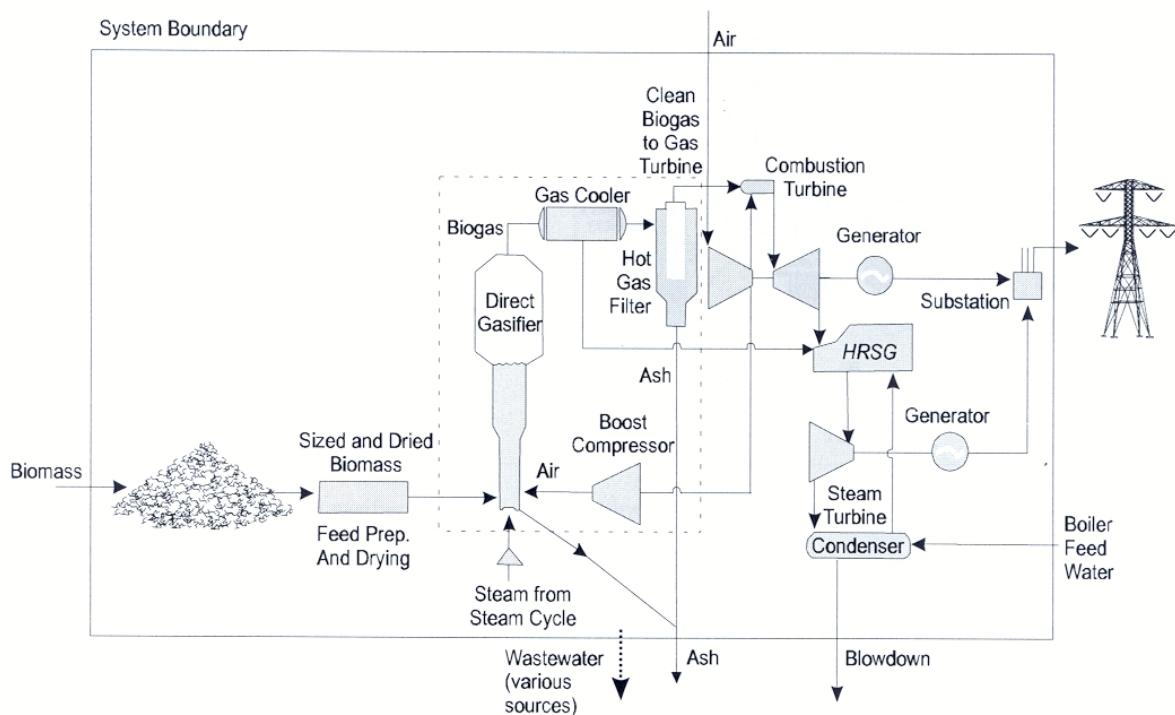 System Boundary
Air
Clean
Biogas
to Gas
Turbine
Combustion
Turbine
Gas Cooler
Biogas
Hot
Gas
Filter
Generator
Substation
Direct
Gasifier
HRSG
Ash
Boost
Compressor
Generator
Sized and Dried
Biomass
Air
Biomass
Steam
Turbine
Feed Prep.
And Drying
Condenser
Boiler
Feed
Water
Steam from
Steam Cycle
Wastewater
(various
sources)
Ash
Blowdown